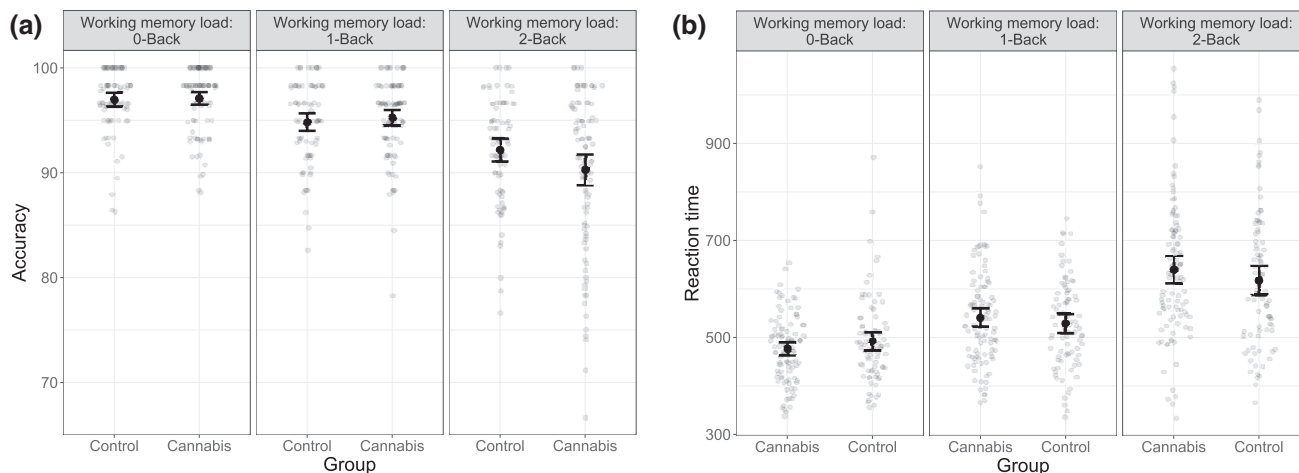 (a)
Working memory load:
0-Back
Working memory load:
1-Back
Working memory load:
2-Back
Accuracy
100
90
80
70
Control Cannabis
Control Cannabis
Control Cannabis
Group
(b)
Working memory load:
0-Back
Working memory load:
1-Back
Working memory load:
2-Back
Reaction time
900
700
500
300
Cannabis Control
Cannabis Control
Cannabis Control
Group